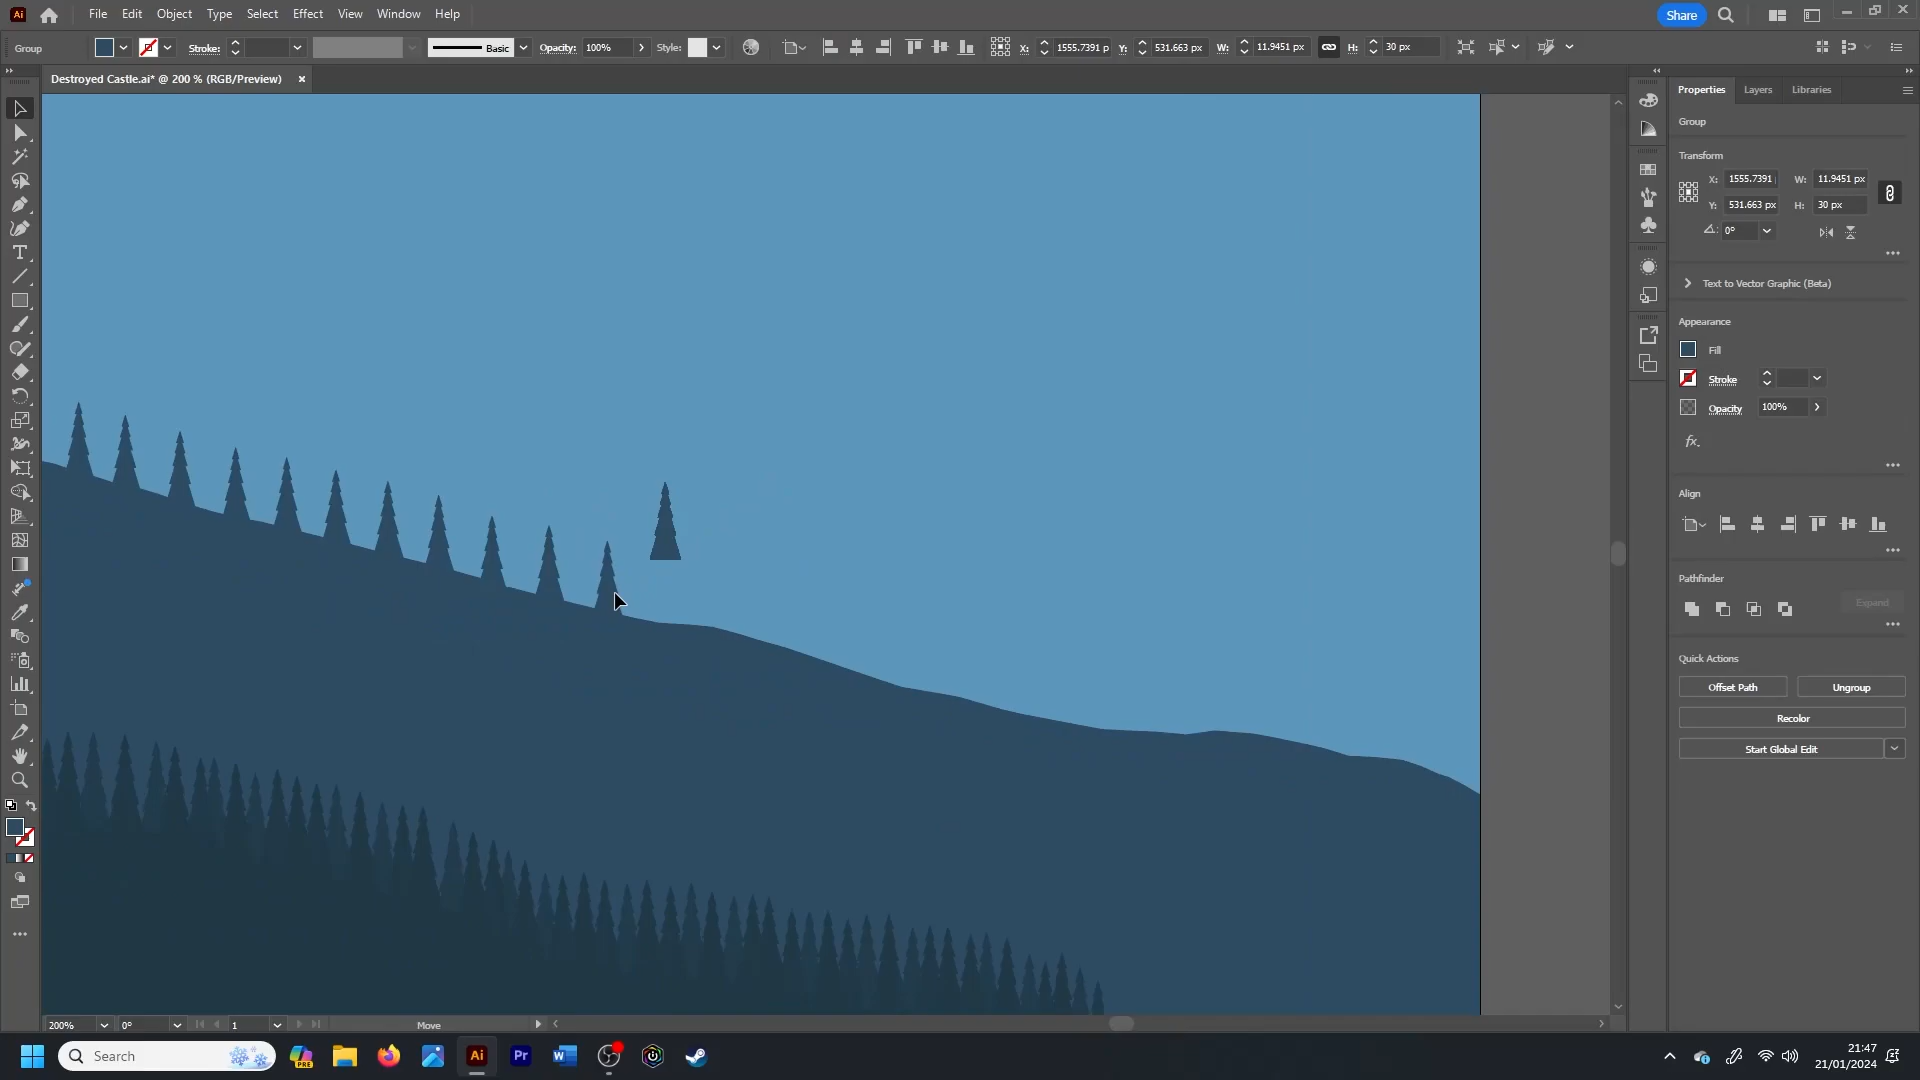 Ai File Edit Object Type Select Effect View Window Help Share
Group Stroke: Basic Opacity: 100% Style: X: 1555.7391 p Y: 531.663 px W: 11.9451 px H: 30 px
Destroyed Castle.ai* @ 200 % (RGB/Preview)
Properties Layers Libraries
Group
Transform
X: 1555.7391 W: 11.9451 px
Y: 531.663 px H: 30 px
0°
Text to Vector Graphic (Beta)
Appearance
Fill
Stroke
Opacity 100%
fx.
Align
Pathfinder
Expand
Quick Actions
Offset Path Ungroup
Recolor
Start Global Edit
200% 0° 1 Move
Search PRE Ai Pr W 21:47
21/01/2024